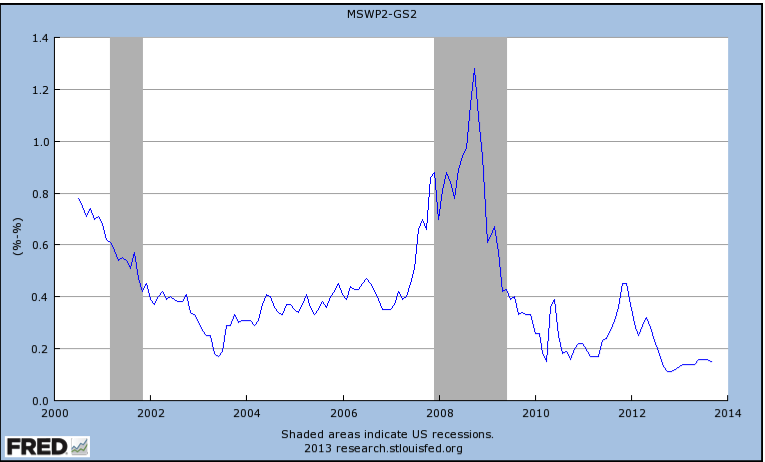 MSWP2-GS2
1.4
1.2
1.0
0.8
0.6
0.4
0.2
0.0
(%-%)
2000 2002 2004 2006 2008 2010 2012 2014
Shaded areas indicate US recessions.
2013 research.stlouisfed.org
FRED